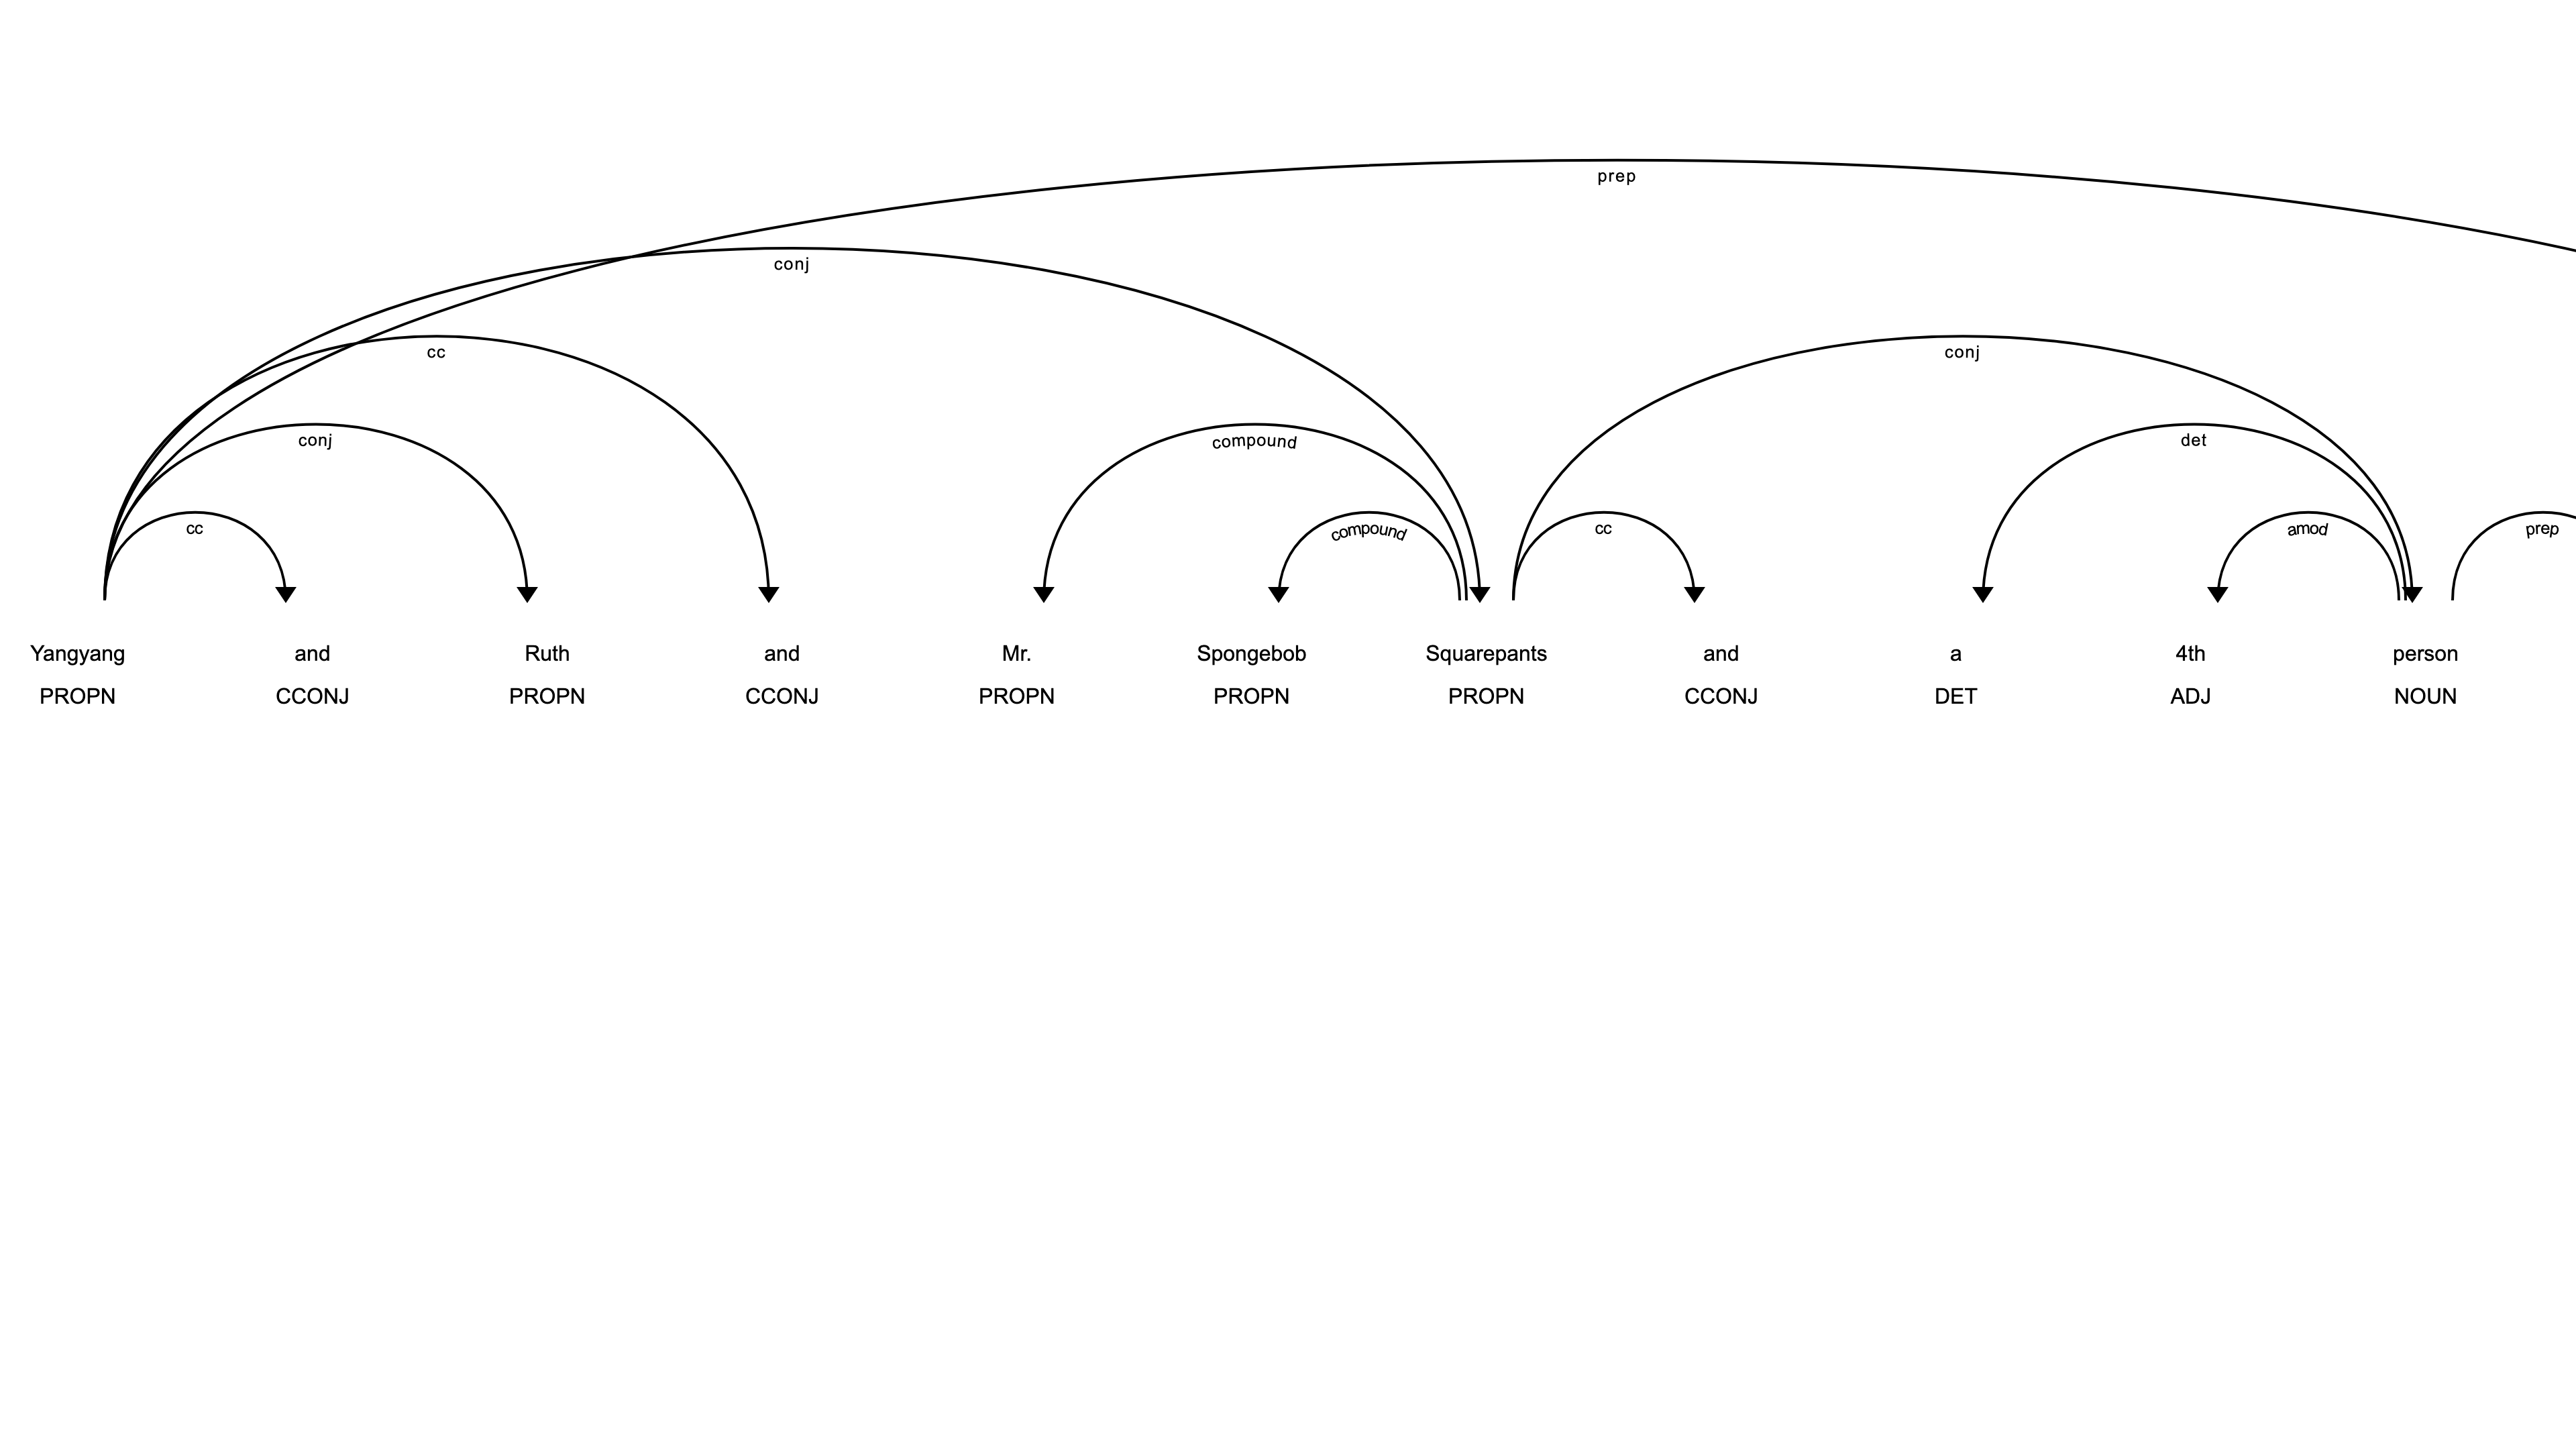 prep
conj
cc conj
conj compound det
cc compound cc amod prep
Yangyang and Ruth and Mr. Spongebob Squarepants and a 4th person
PROPN CCONJ PROPN CCONJ PROPN PROPN PROPN CCONJ DET ADJ NOUN